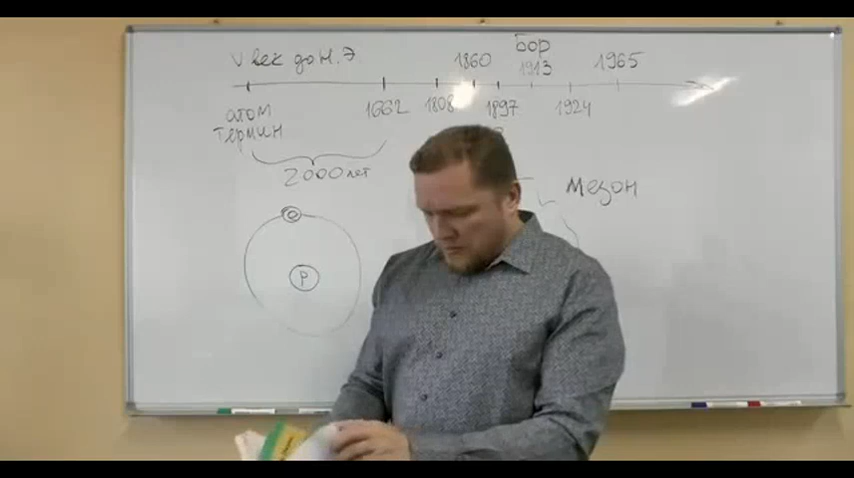 V век до н.э
1860
Бор
1913
1965
атом
термин
1662
1808
1897
1924
2000 лет
мезон
P